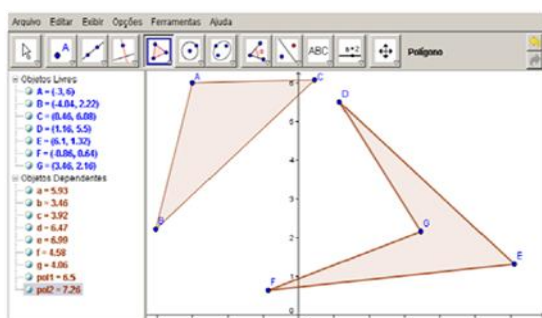 Arquivo Editar Exibir Opções Ferramentas Ajuda
A ABC a=2 Polígono
Objetos Livres
A = (-3, 6)
B = (-4.04, 2.22)
C = (0.46, 6.08)
D = (1.16, 5.5)
E = (6.1, 1.32)
F = (-0.86, 0.64)
G = (3.46, 2.16)
Objetos Dependentes
a = 5.93
b = 3.46
c = 3.92
d = 6.47
e = 6.99
f = 4.58
g = 4.06
pol1 = 6.5
pol2 = 7.26
A C
6
D
5
4
3
B G
2
E
1
F
0